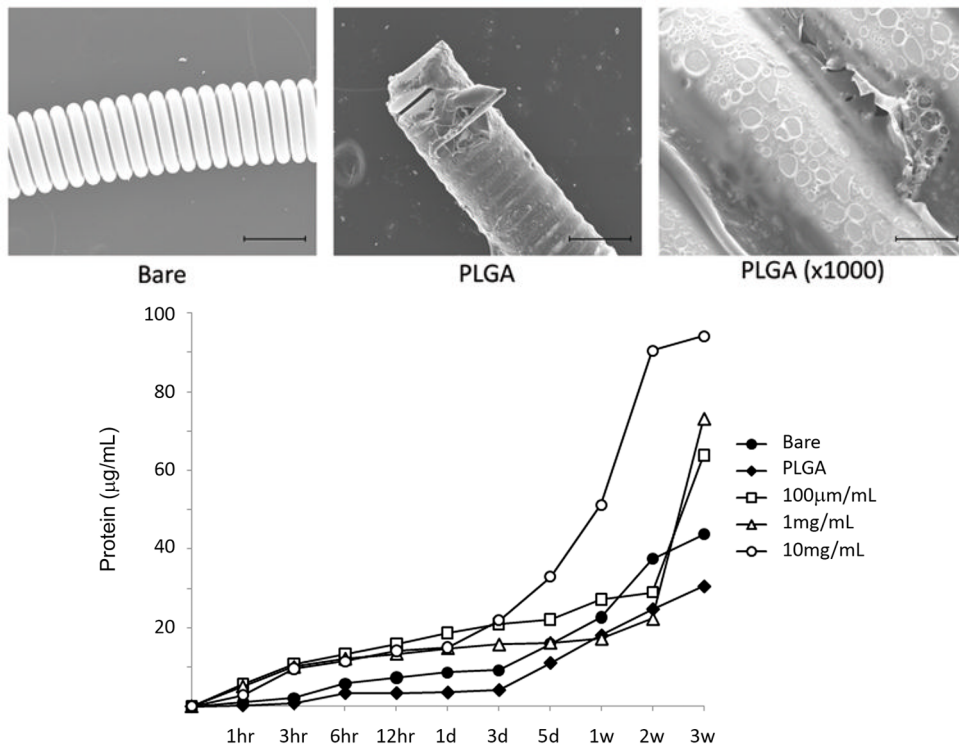 Bare
PLGA
PLGA (x1000)
100
80
60
40
20
Protein (μg/mL)
1hr 3hr 6hr 12hr 1d 3d 5d 1w 2w 3w
Bare
PLGA
100μm/mL
1mg/mL
10mg/mL